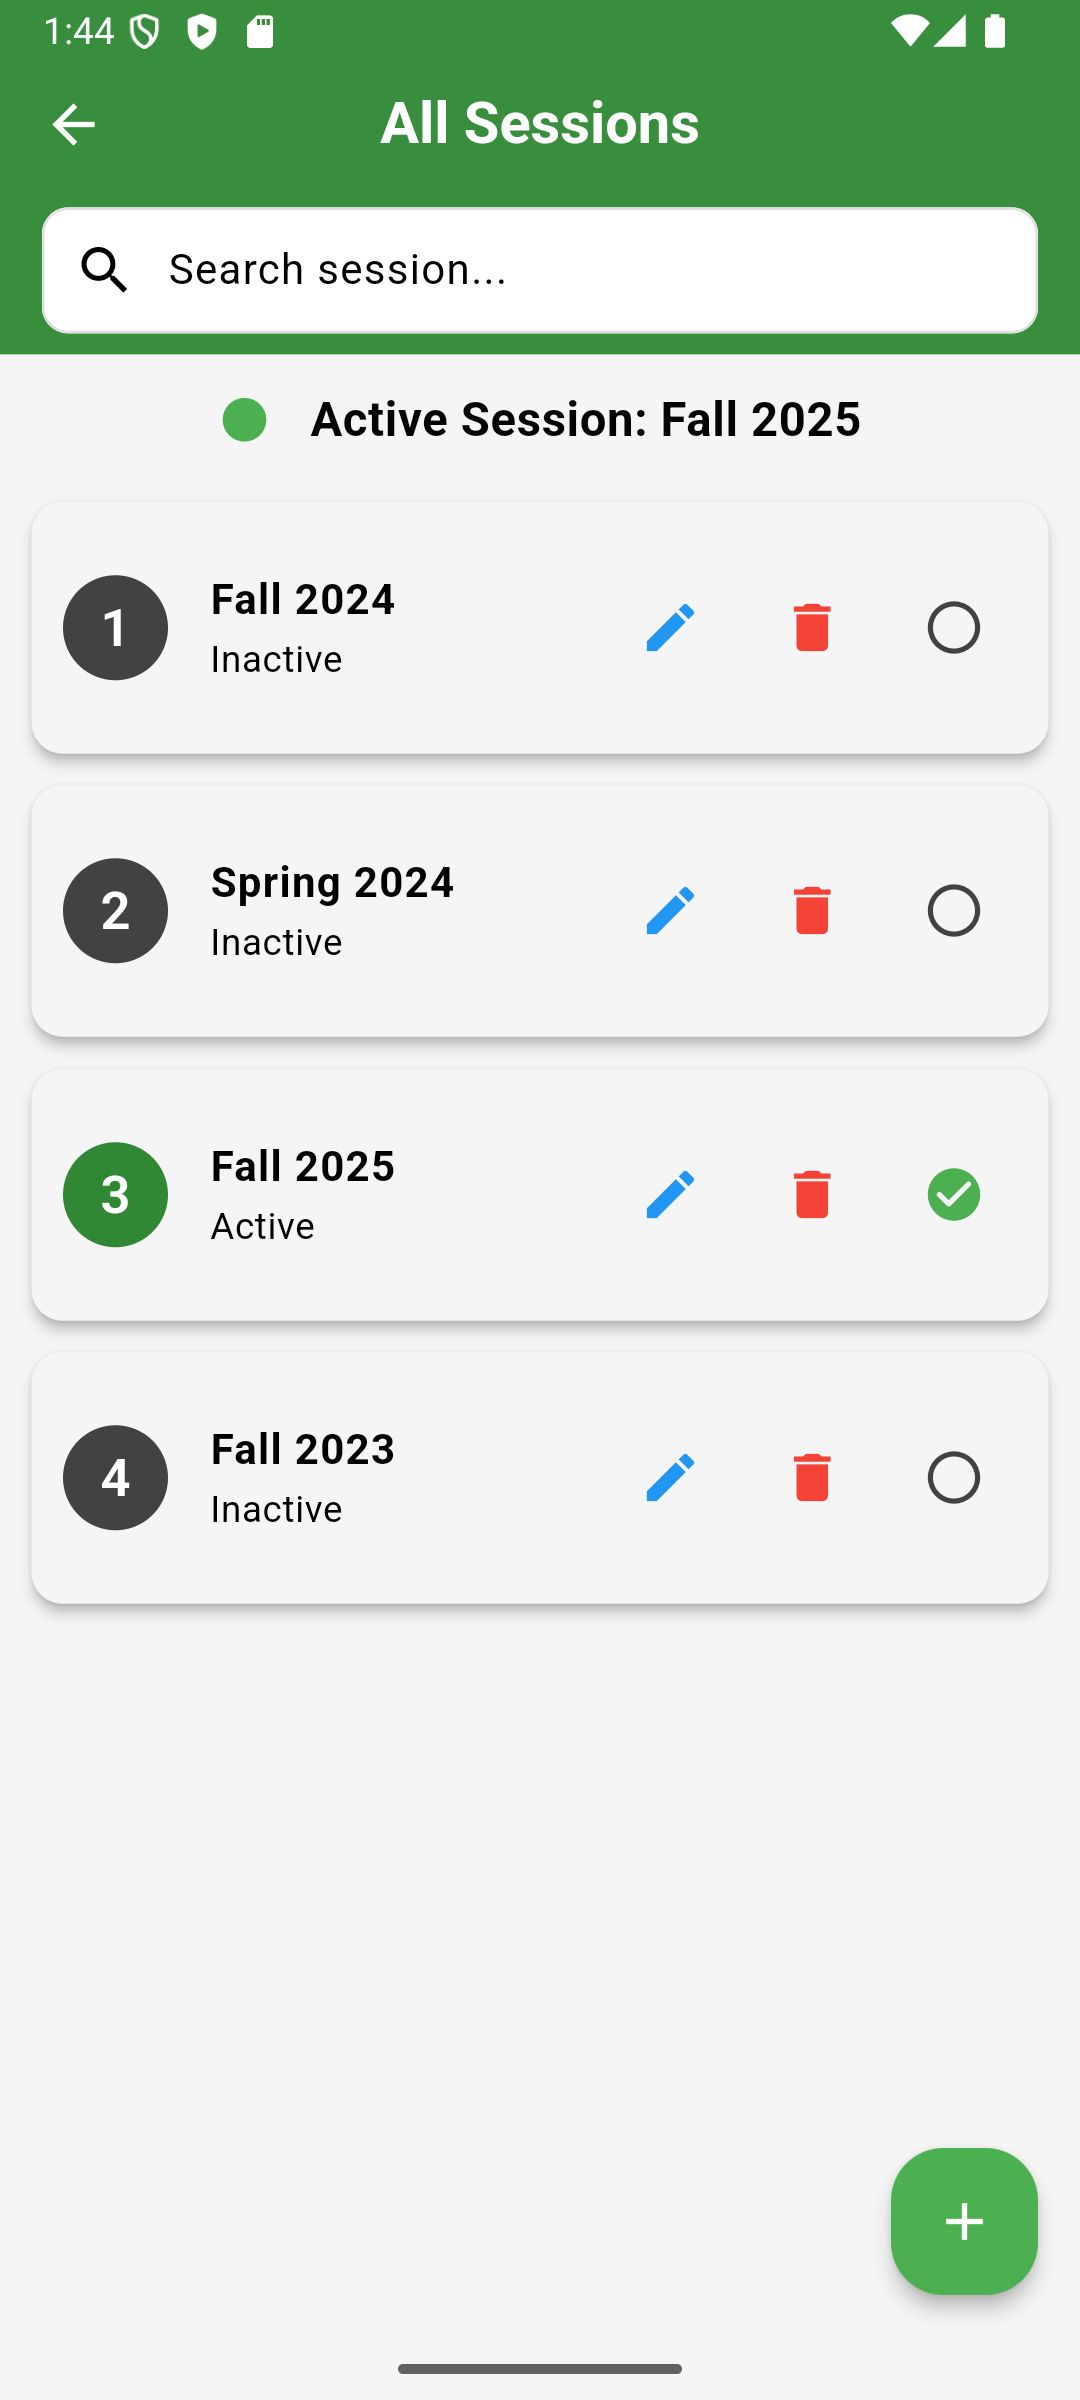 1:44
All Sessions
Search session...
Active Session: Fall 2025
1
Fall 2024
Inactive
2
Spring 2024
Inactive
3
Fall 2025
Active
4
Fall 2023
Inactive